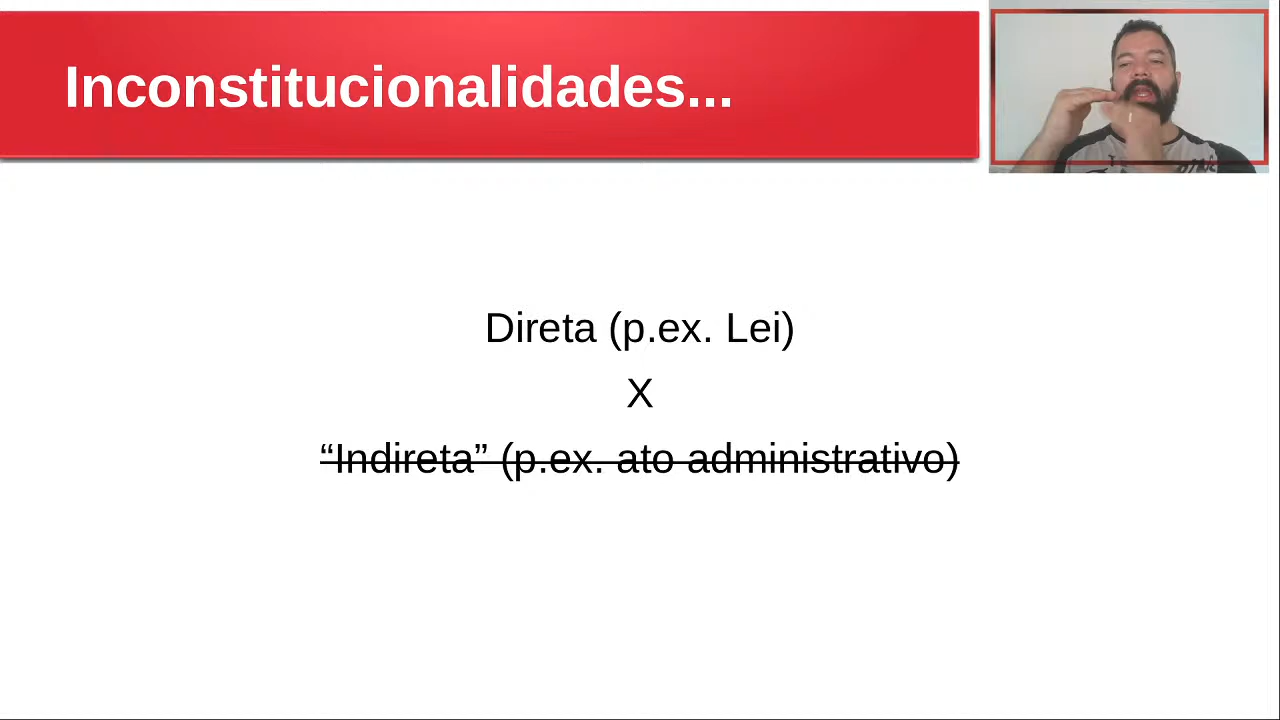 Inconstitucionalidades...
Direta (p.ex. Lei)
X
“Indireta” (p.ex. ato administrativo)